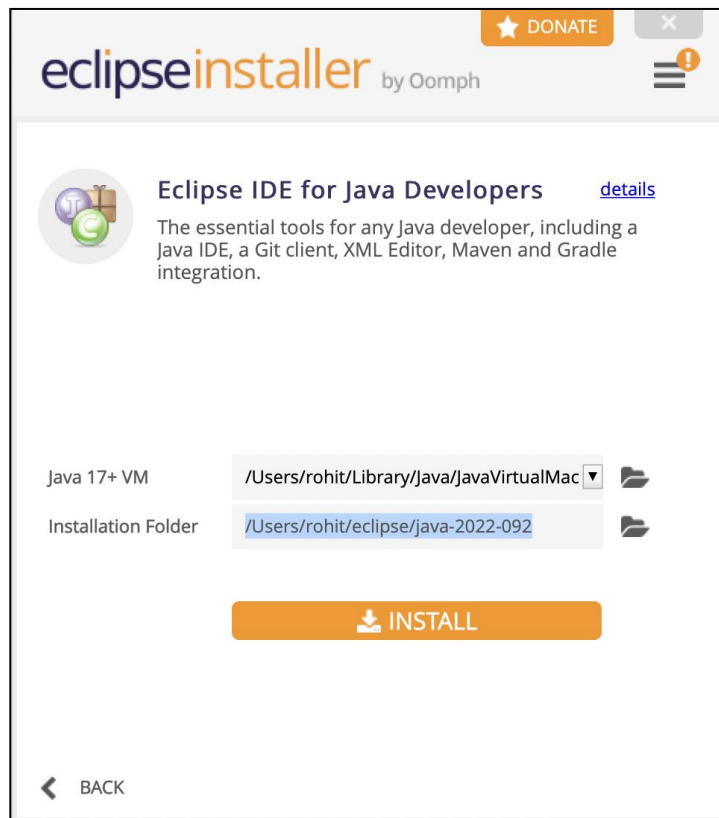 DONATE
eclipseinstaller by Oomph
Eclipse IDE for Java Developers details
The essential tools for any Java developer, including a
Java IDE, a Git client, XML Editor, Maven and Gradle
integration.
Java 17+ VM /Users/rohit/Library/Java/JavaVirtualMac
Installation Folder /Users/rohit/eclipse/java-2022-092
INSTALL
BACK